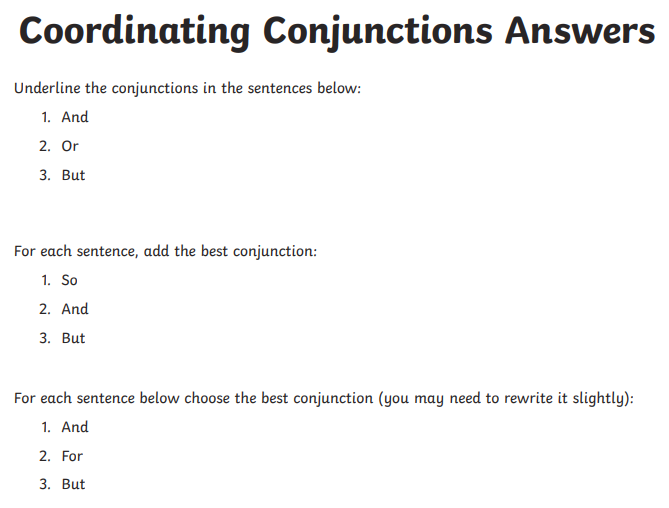 Coordinating Conjunctions Answers
Underline the conjunctions in the sentences below:
1. And
2. Or
3. But
For each sentence, add the best conjunction:
1. So
2. And
3. But
For each sentence below choose the best conjunction (you may need to rewrite it slightly):
1. And
2. For
3. But